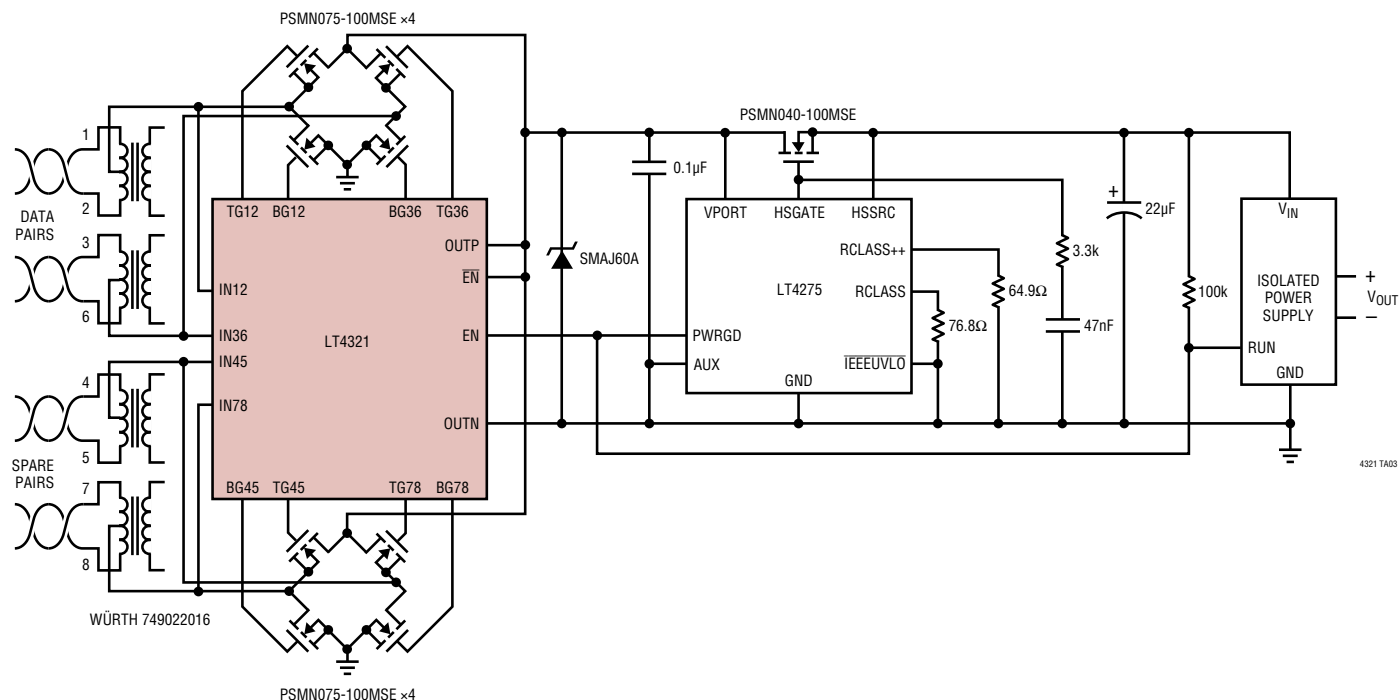 PSMN075-100MSE ×4
PSMN040-100MSE
1
2
DATA
PAIRS
3
6
4
5
SPARE
PAIRS
7
8
WÜRTH 749022016
TG12 BG12 BG36 TG36
OUTP
EN
IN12
IN36
IN45
IN78
LT4321
EN
OUTN
BG45 TG45 TG78 BG78
PSMN075-100MSE ×4
SMAJ60A
0.1µF
VPORT HSGATE HSSRC
RCLASS++
LT4275
RCLASS
PWRGD
AUX
IEEEUVLO
GND
64.9Ω
76.8Ω
3.3k
47nF
+
22µF
100k
VIN
ISOLATED
POWER
SUPPLY
RUN
GND
+
VOUT
–
4321 TA03